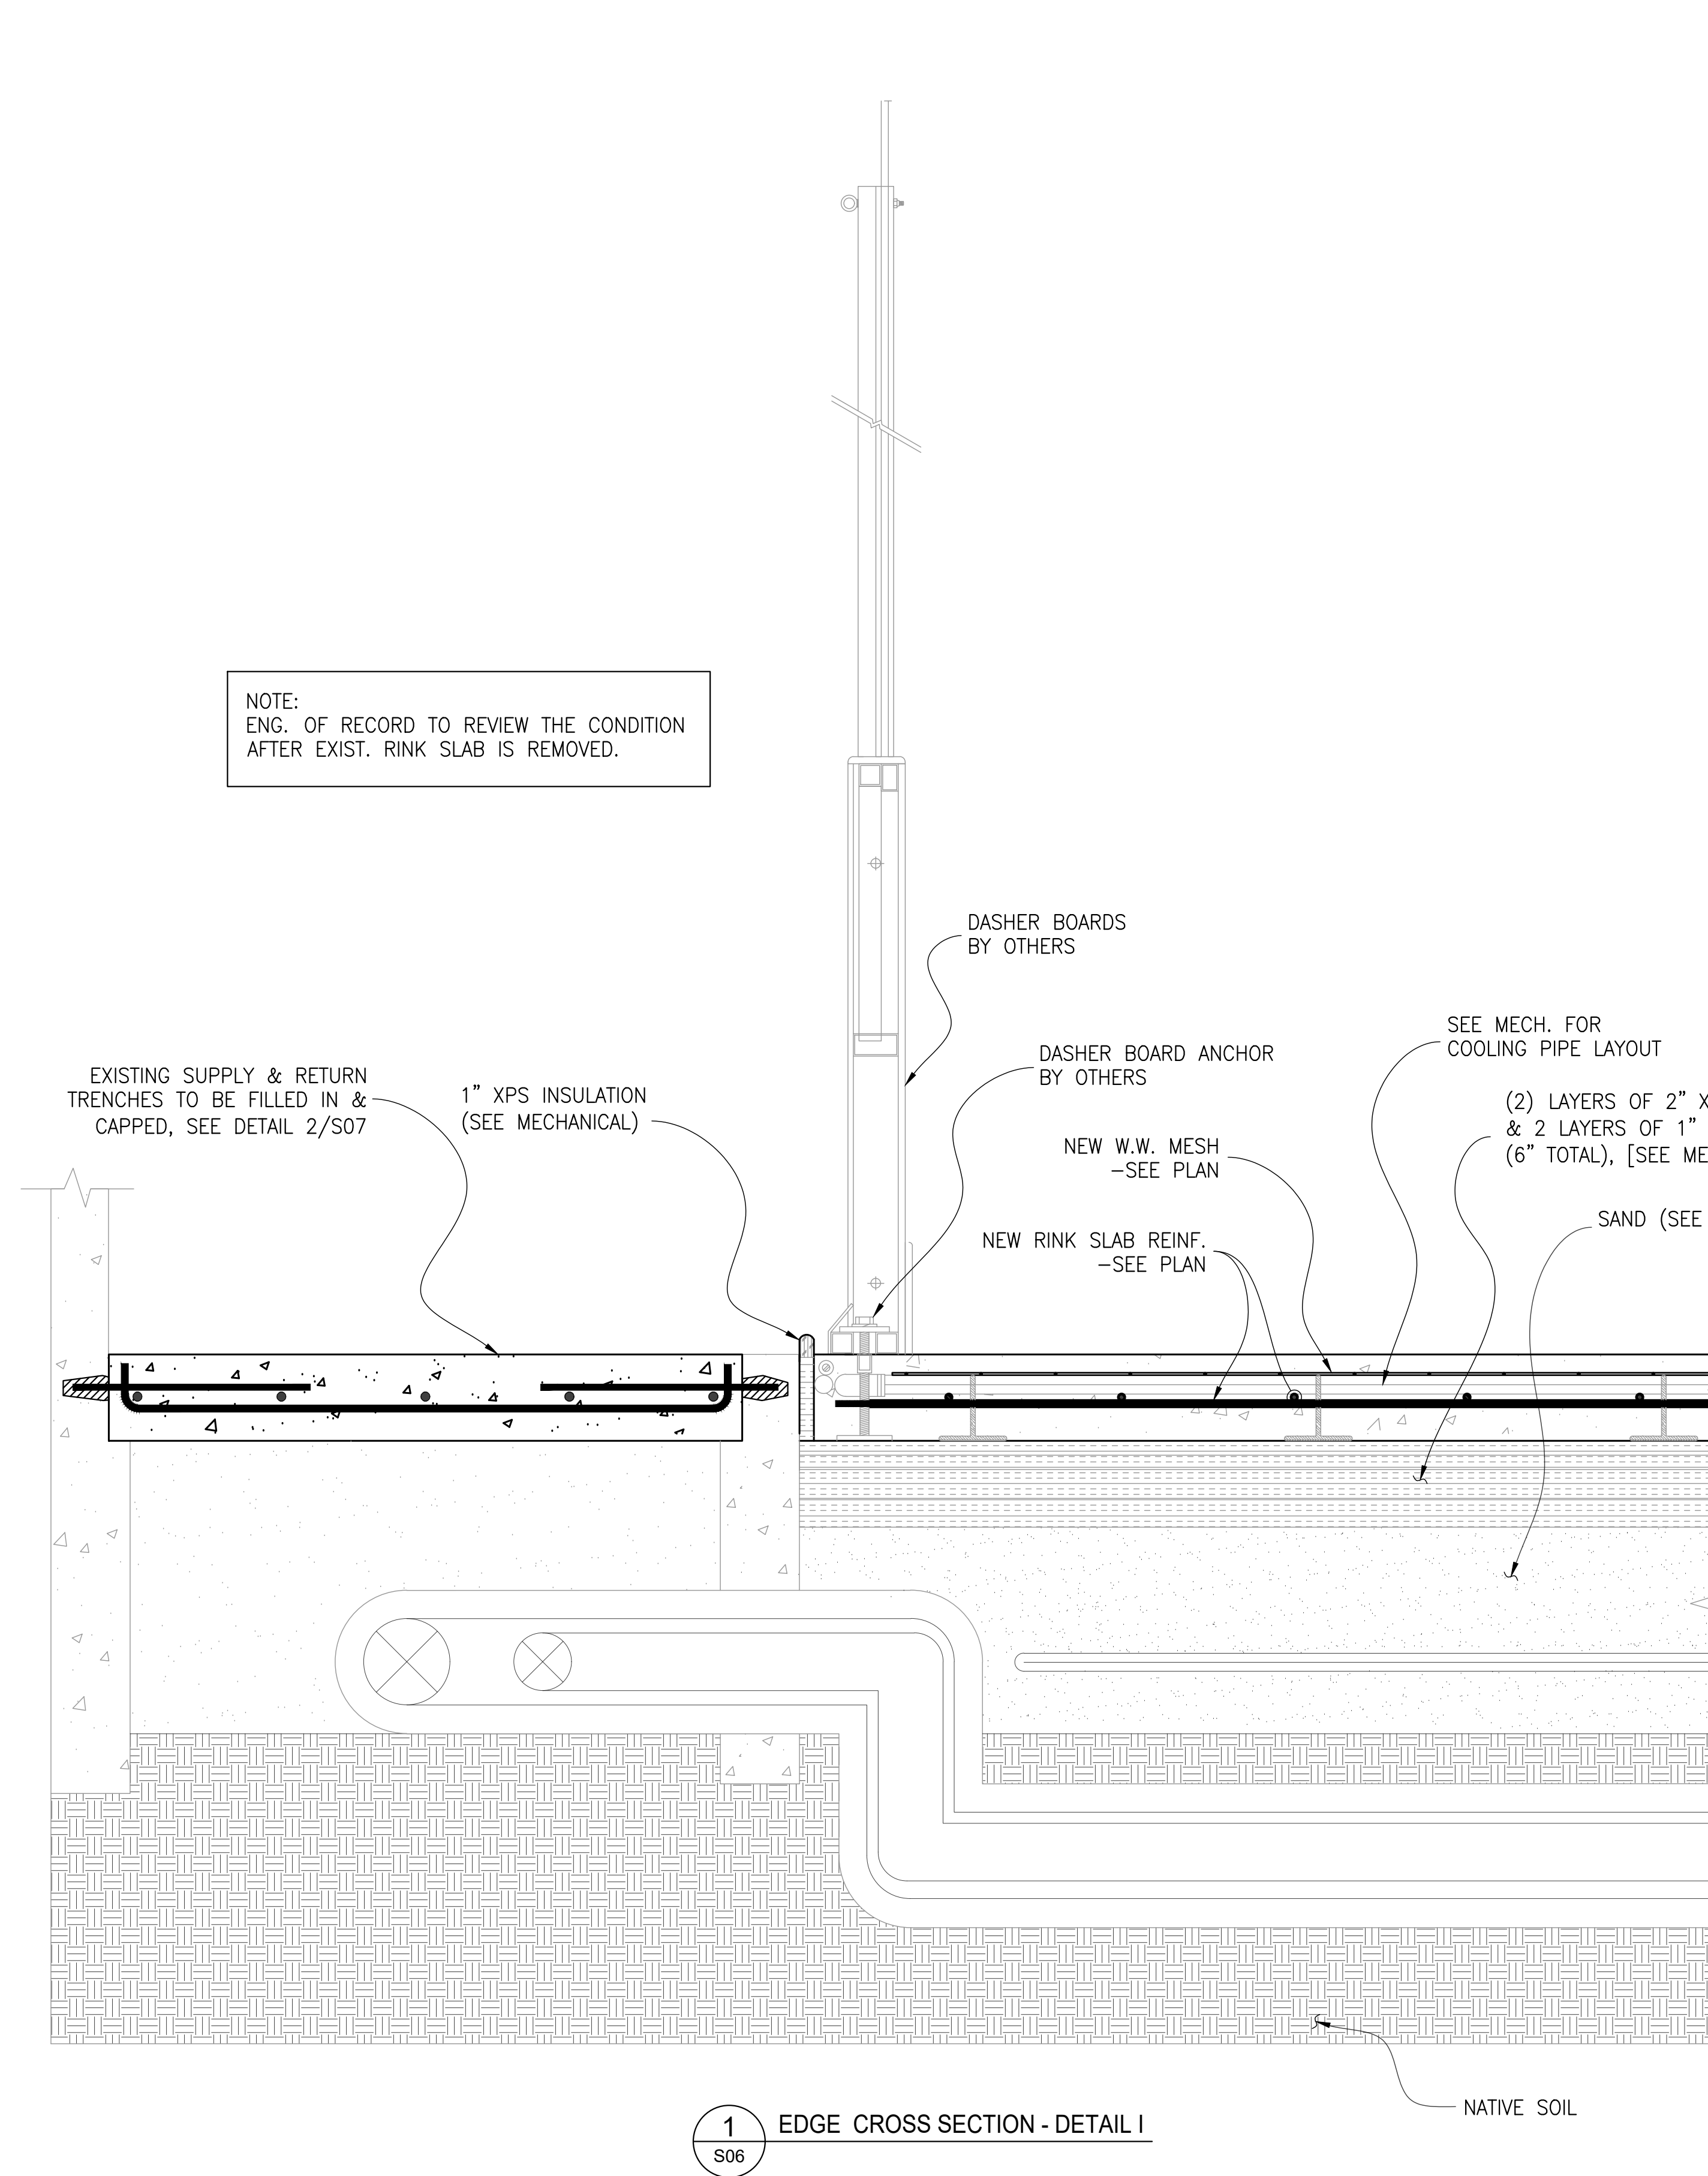 NOTE:
ENG. OF RECORD TO REVIEW THE CONDITION
AFTER EXIST. RINK SLAB IS REMOVED.
DASHER BOARDS
BY OTHERS
SEE MECH. FOR
COOLING PIPE LAYOUT
DASHER BOARD ANCHOR
BY OTHERS
EXISTING SUPPLY & RETURN
TRENCHES TO BE FILLED IN &
CAPPED, SEE DETAIL 2/S07
1" XPS INSULATION
(SEE MECHANICAL)
(2) LAYERS OF 2" X
& 2 LAYERS OF 1"
(6" TOTAL), [SEE ME
NEW W.W. MESH
-SEE PLAN
SAND (SEE
NEW RINK SLAB REINF.
-SEE PLAN
NATIVE SOIL
1
S06
EDGE CROSS SECTION - DETAIL I